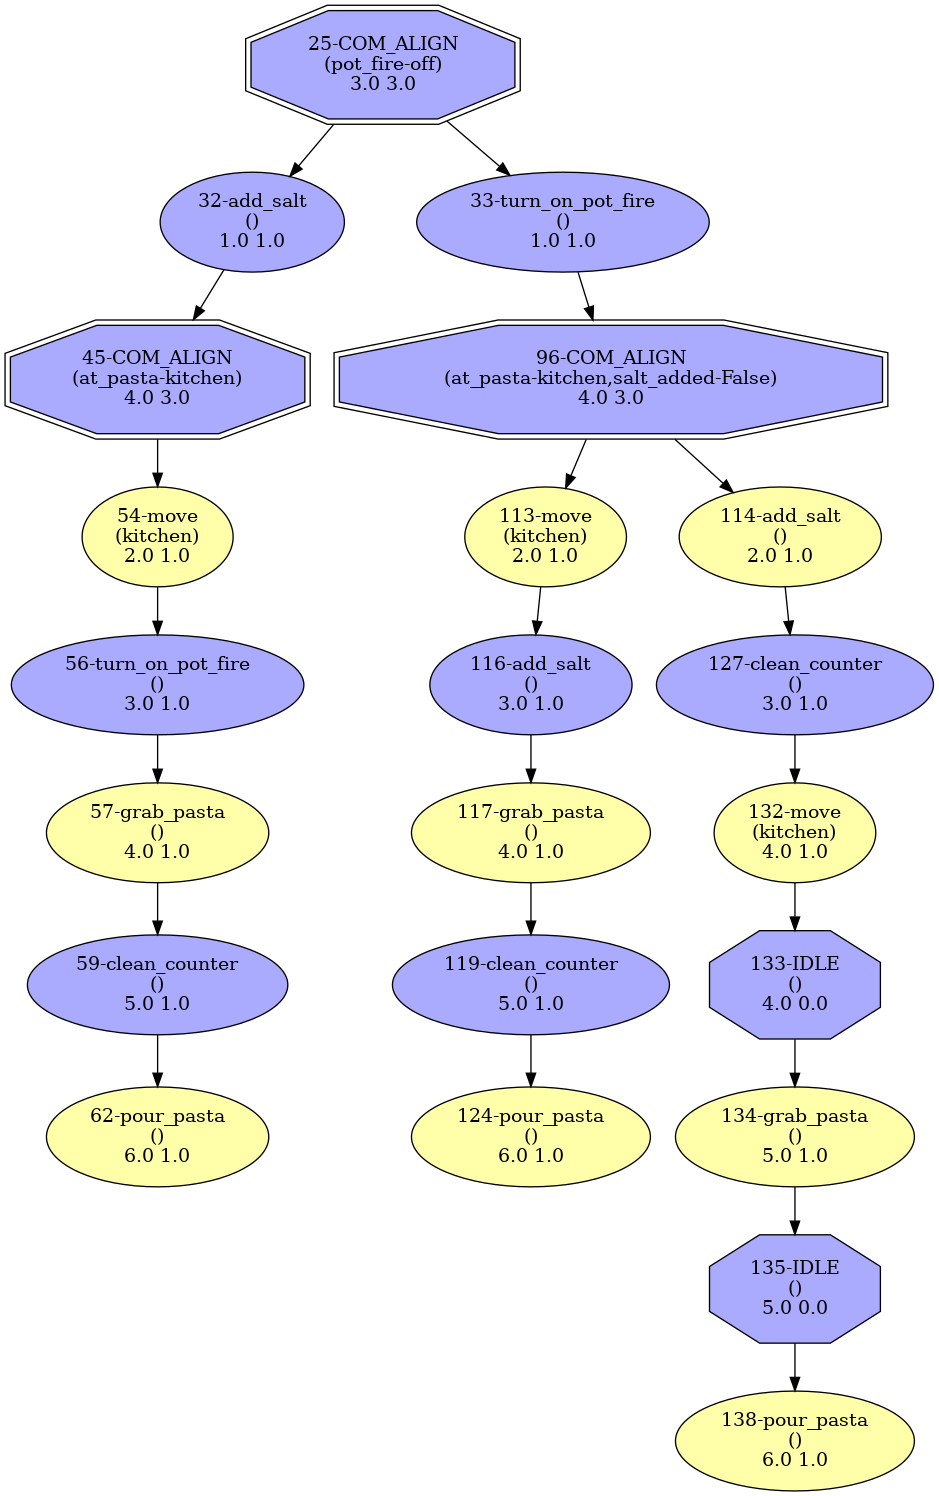 25-COM_ALIGN
(pot_fire-off)
3.0 3.0
32-add_salt
()
1.0 1.0
33-turn_on_pot_fire
()
1.0 1.0
45-COM_ALIGN
(at_pasta-kitchen)
4.0 3.0
96-COM_ALIGN
(at_pasta-kitchen,salt_added-False)
4.0 3.0
54-move
(kitchen)
2.0 1.0
113-move
(kitchen)
2.0 1.0
114-add_salt
()
2.0 1.0
56-turn_on_pot_fire
()
3.0 1.0
116-add_salt
()
3.0 1.0
127-clean_counter
()
3.0 1.0
57-grab_pasta
()
4.0 1.0
117-grab_pasta
()
4.0 1.0
132-move
(kitchen)
4.0 1.0
59-clean_counter
()
5.0 1.0
119-clean_counter
()
5.0 1.0
133-IDLE
()
4.0 0.0
62-pour_pasta
()
6.0 1.0
124-pour_pasta
()
6.0 1.0
134-grab_pasta
()
5.0 1.0
135-IDLE
()
5.0 0.0
138-pour_pasta
()
6.0 1.0